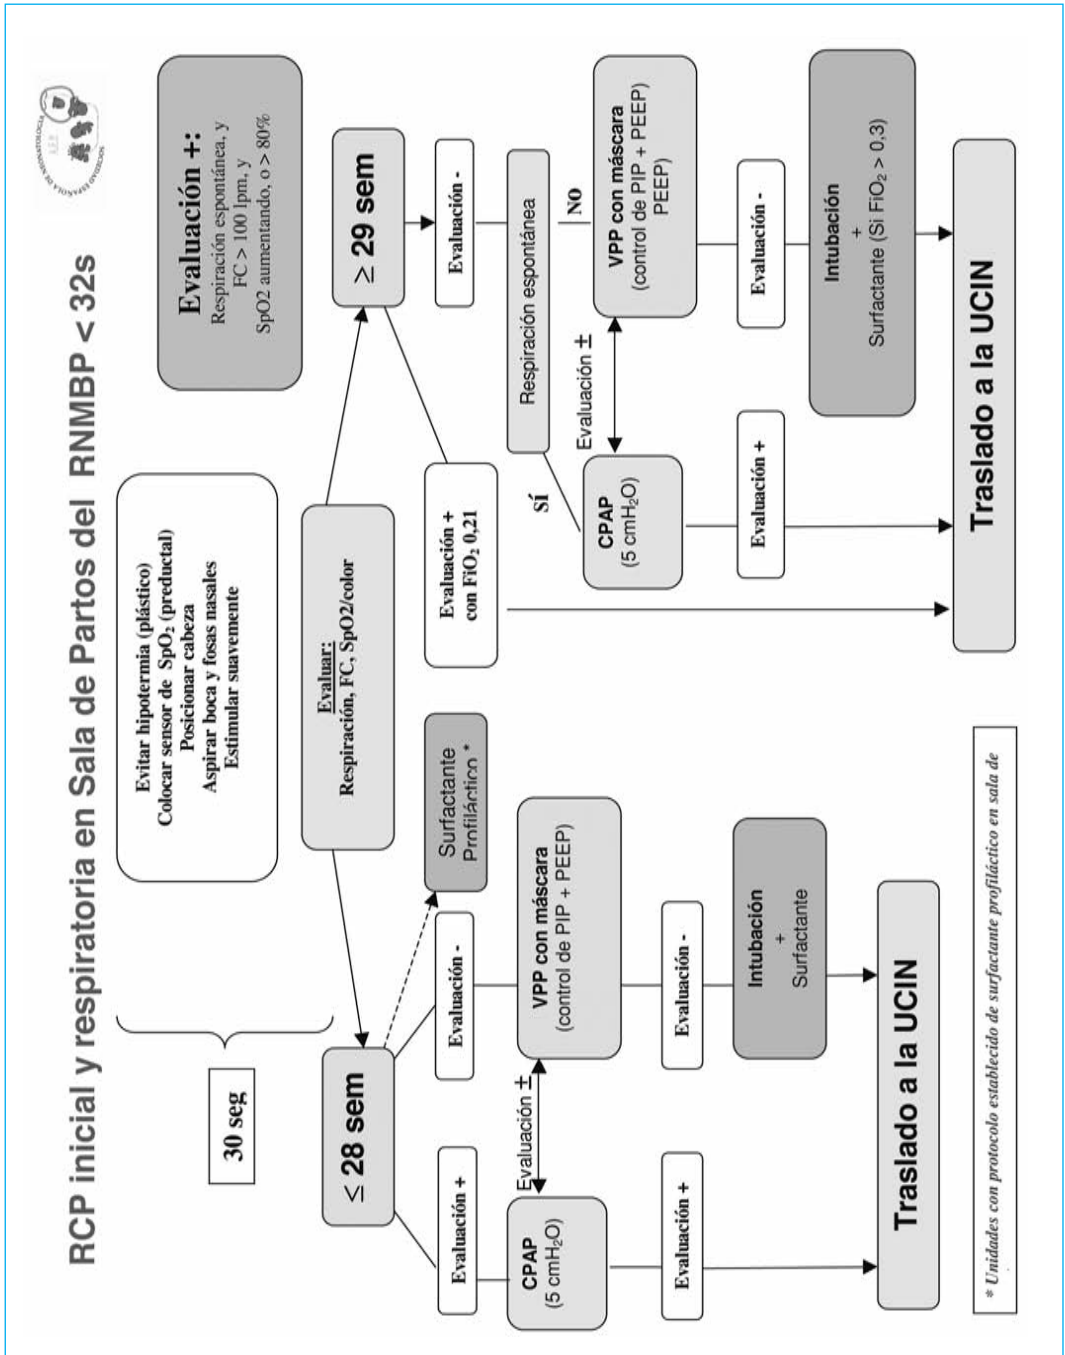 RCP inicial y respiratoria en Sala de Partos del RNMBP < 32s
SOCIEDAD ESPAÑOLA DE NEONATOLOGIA
30 seg
Evitar hipotermia (plástico)
Colocar sensor de SpO₂ (preductal)
Posicionar cabeza
Aspirar boca y fosas nasales
Estimular suavemente
Evaluación +:
Respiración espontánea, y
FC > 100 lpm, y
SpO2 aumentando, o > 80%
Evaluar:
Respiración, FC, SpO2/color
≤ 28 sem
≥ 29 sem
Evaluación +
Evaluación -
Surfactante
Profiláctico *
Evaluación +
con FiO₂ 0,21
Evaluación -
Respiración espontánea
SÍ
No
CPAP
(5 cmH₂O)
Evaluación ±
VPP con máscara
(control de PIP + PEEP)
CPAP
(5 cmH₂O)
Evaluación ±
VPP con máscara
(control de PIP + PEEP)
PEEP)
Evaluación +
Evaluación -
Evaluación +
Evaluación -
Intubación
+
Surfactante
Intubación
+
Surfactante (Si FiO₂ > 0,3)
Traslado a la UCIN
Traslado a la UCIN
* Unidades con protocolo establecido de surfactante profiláctico en sala de